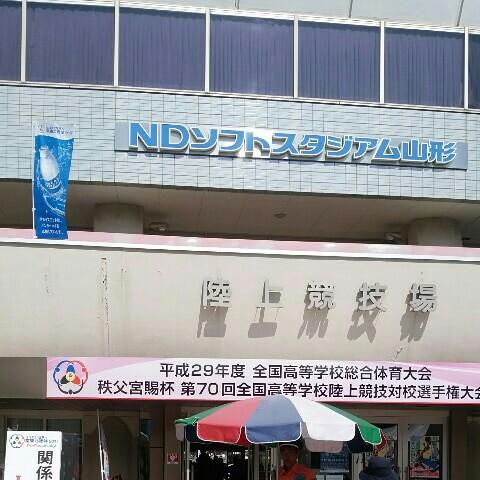 NDソフトスタジアム山形
陸上競技場
平成29年度 全国高等学校総合体育大会
秩父宮賜杯 第70回全国高等学校陸上競技対校選手権大会
関係